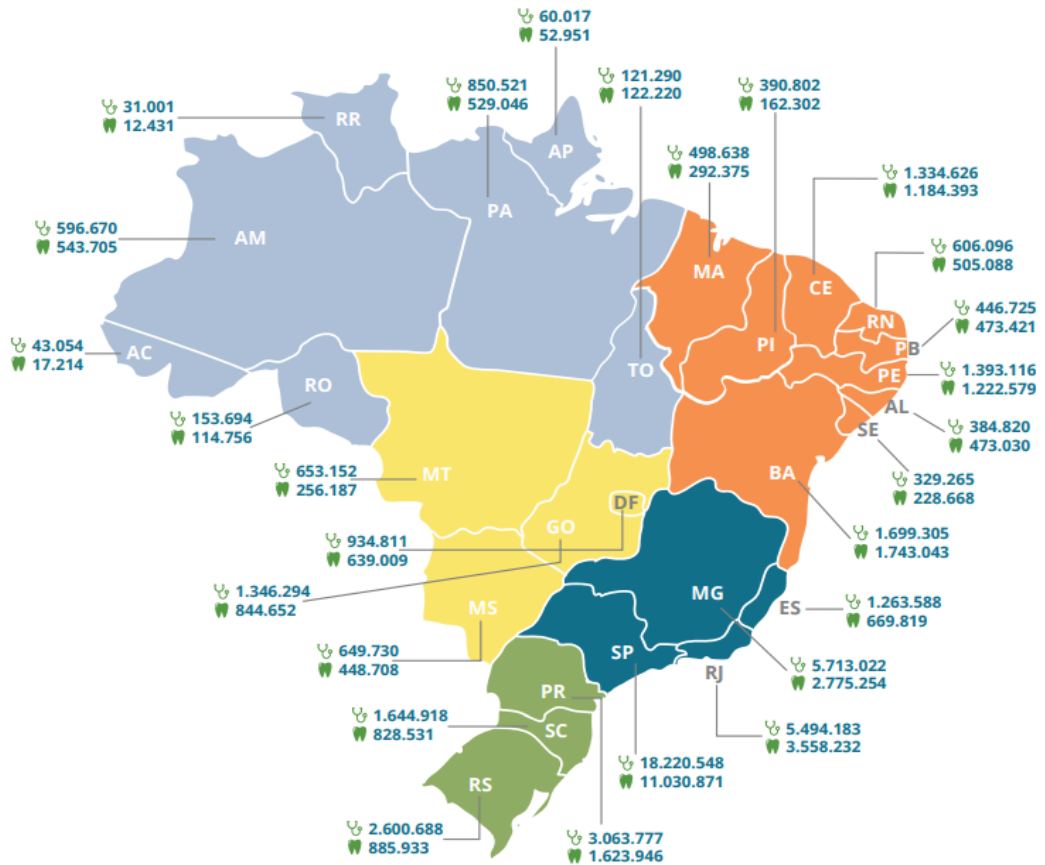 60.017
52.951
31.001
12.431
RR
850.521
529.046
AP
121.290
122.220
390.802
162.302
498.638
292.375
1.334.626
1.184.393
596.670
543.705
AM
PA
MA
CE
606.096
505.088
RN
446.725
473.421
43.054
17.214
AC
RO
TO
PI
PB
PE
1.393.116
1.222.579
AL
SE
384.820
473.030
153.694
114.756
653.152
256.187
MT
BA
329.265
228.668
DF
GO
934.811
639.009
1.699.305
1.743.043
1.346.294
844.652
MS
MG
ES
1.263.588
669.819
649.730
448.708
SP
RJ
5.713.022
2.775.254
PR
1.644.918
828.531
SC
5.494.183
3.558.232
RS
18.220.548
11.030.871
2.600.688
885.933
3.063.777
1.623.946